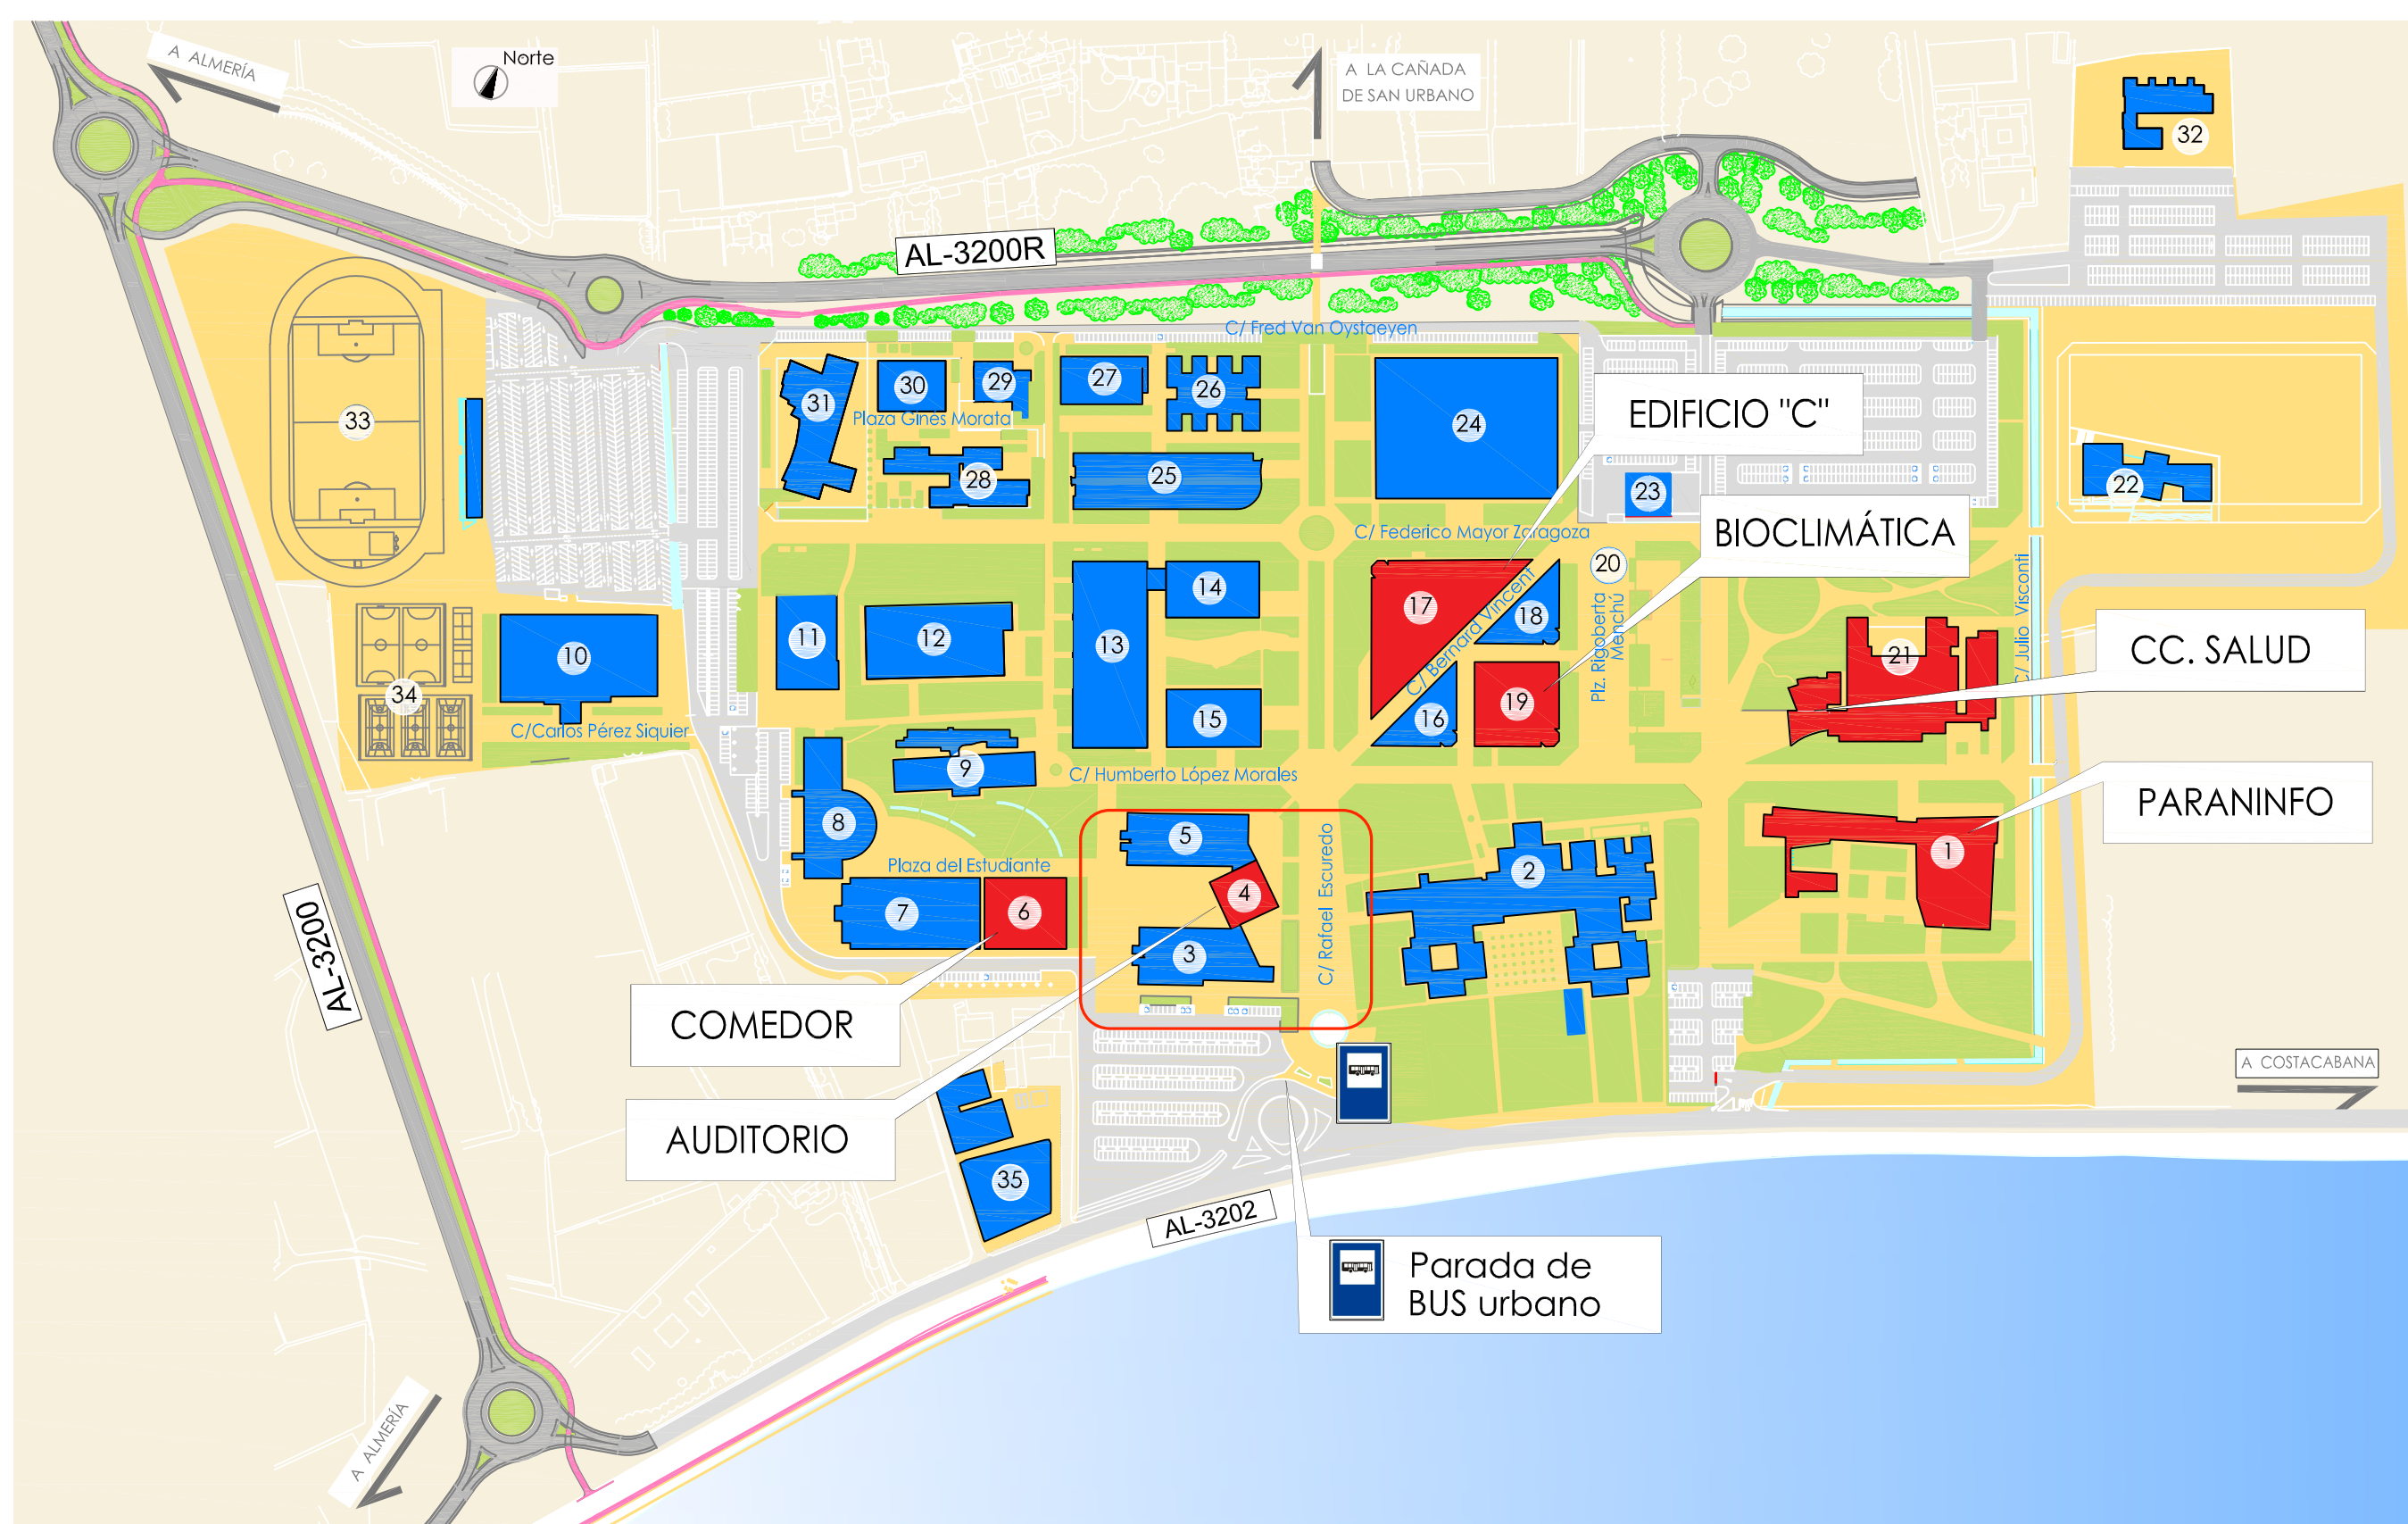 A ALMERÍA
Norte
A LA CAÑADA
DE SAN URBANO
32
AL-3200R
C/ Fred Van Oystaeyen
33
31
30
29
27
26
24
Plaza Ginés Morata
EDIFICIO "C"
28
25
23
22
C/ Federico Mayor Zaragoza
BIOCLIMÁTICA
20
14
17
18
C/ Bernard Vincent
Plz. Rigoberta
Menchú
C/ Julio Visconti
10
11
12
13
21
CC. SALUD
34
C/Carlos Pérez Siquier
15
16
19
9
C/ Humberto López Morales
PARANINFO
8
5
1
Plaza del Estudiante
2
7
6
4
C/ Rafael Escuredo
3
AL-3200
COMEDOR
A COSTACABANA
AUDITORIO
35
AL-3202
Parada de
BUS urbano
A ALMERÍA